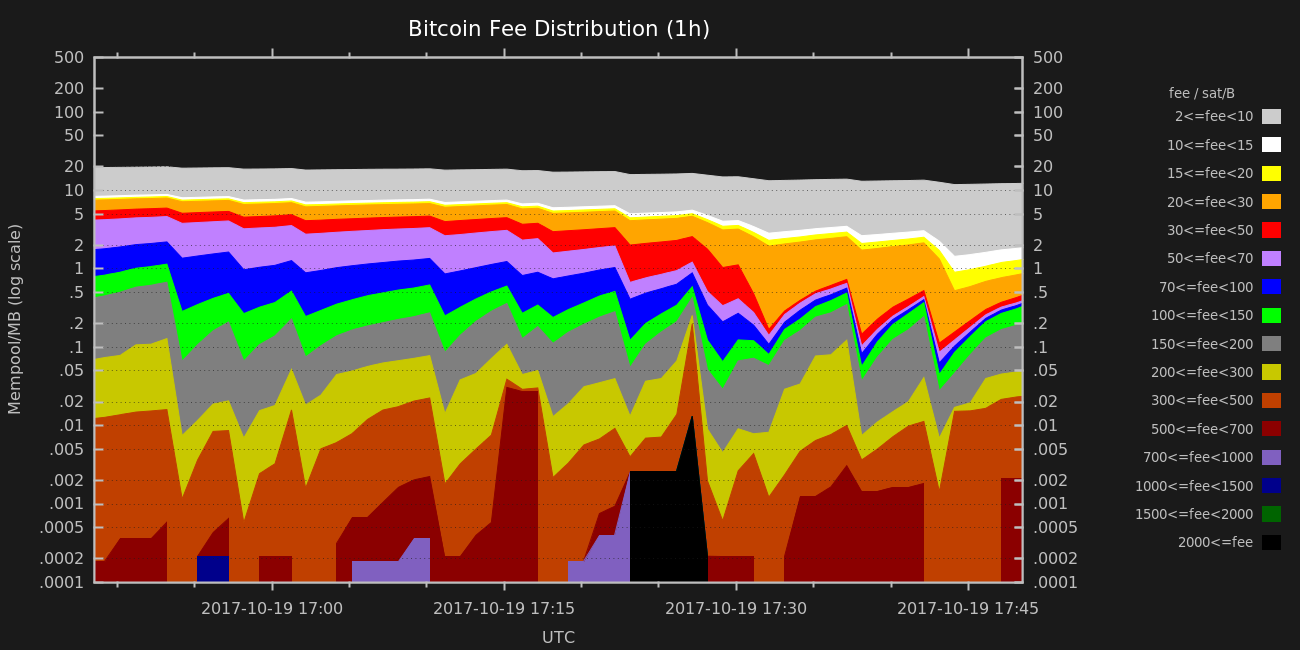 Bitcoin Fee Distribution (1h)
500 500
200 200
100 100
50 50
20 20
10 10
5 5
2 2
1 1
.5 .5
.2 .2
.1 .1
.05 .05
.02 .02
.01 .01
.005 .005
.002 .002
.001 .001
.0005 .0005
.0002 .0002
.0001 .0001
Mempool/MB (log scale)
2017-10-19 17:00 2017-10-19 17:15 2017-10-19 17:30 2017-10-19 17:45
UTC
fee / sat/B
2<=fee<10
10<=fee<15
15<=fee<20
20<=fee<30
30<=fee<50
50<=fee<70
70<=fee<100
100<=fee<150
150<=fee<200
200<=fee<300
300<=fee<500
500<=fee<700
700<=fee<1000
1000<=fee<1500
1500<=fee<2000
2000<=fee